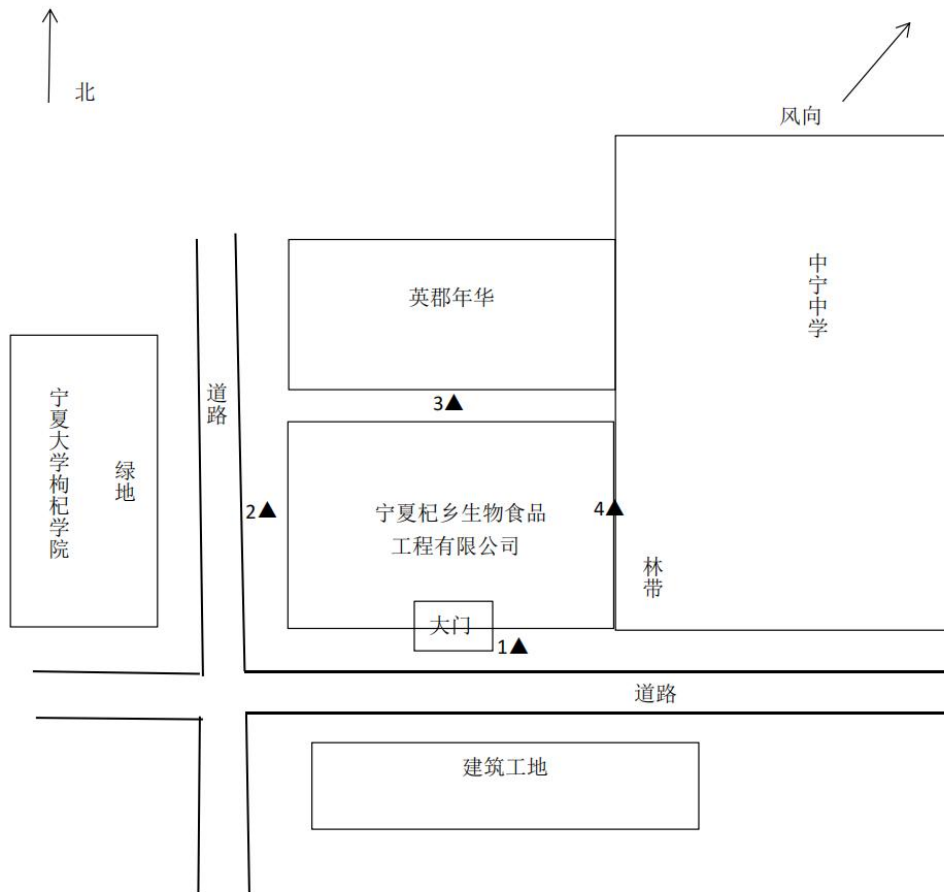 北
风向
中宁中学
英郡年华
道路
3▲
宁夏大学枸杞学院
绿地
2▲
宁夏杞乡生物食品
工程有限公司
4▲
林带
大门
1▲
道路
建筑工地